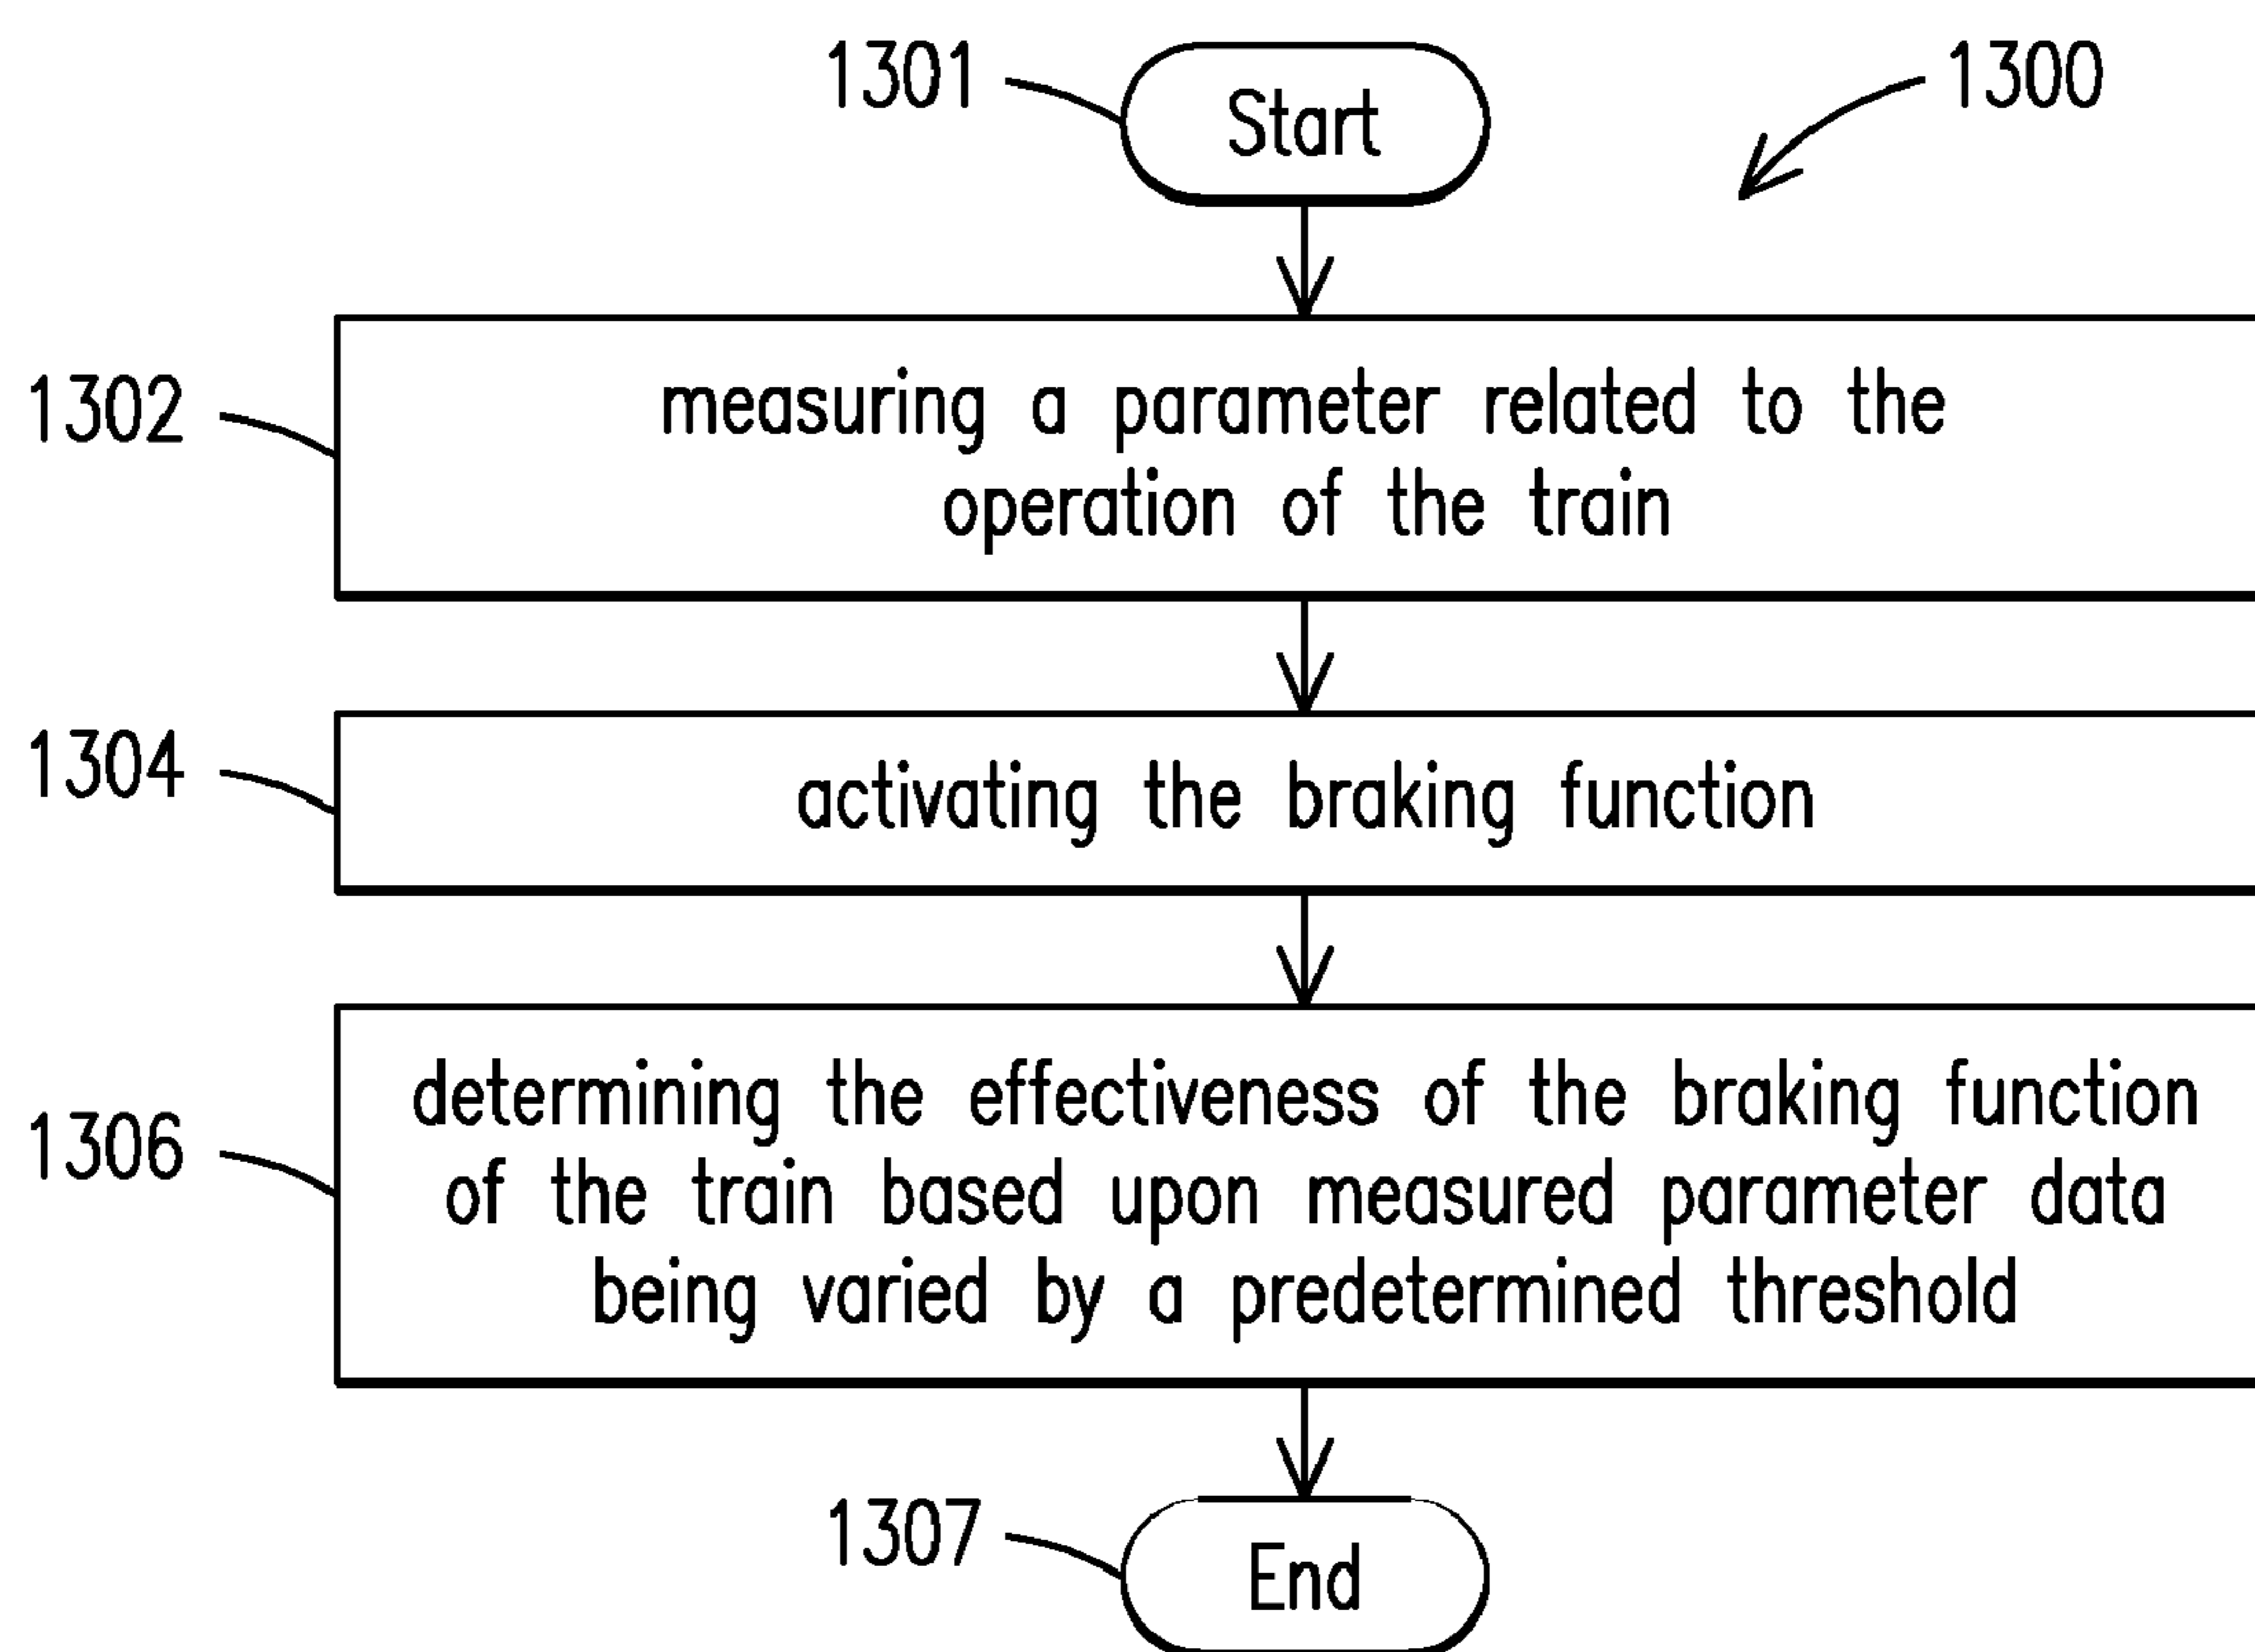 1301
Start
1300
1302
measuring a parameter related to the
operation of the train
1304
activating the braking function
1306
determining the effectiveness of the braking function
of the train based upon measured parameter data
being varied by a predetermined threshold
1307
End